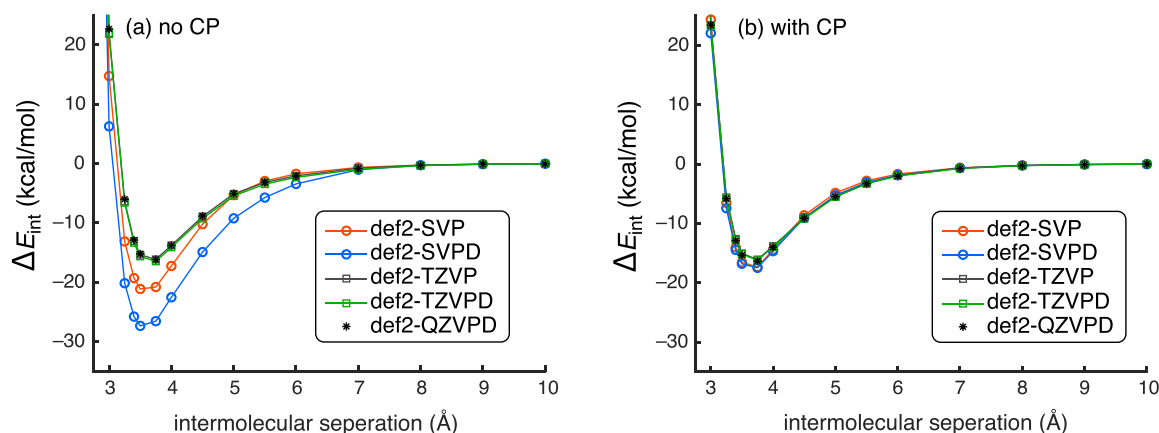 (a) no CP
20
10
0
−10
−20
−30
ΔE_int (kcal/mol)
def2-SVP
def2-SVPD
def2-TZVP
def2-TZVPD
def2-QZVPD
3 4 5 6 7 8 9 10
intermolecular seperation (Å)
(b) with CP
20
10
0
−10
−20
−30
ΔE_int (kcal/mol)
def2-SVP
def2-SVPD
def2-TZVP
def2-TZVPD
def2-QZVPD
3 4 5 6 7 8 9 10
intermolecular seperation (Å)